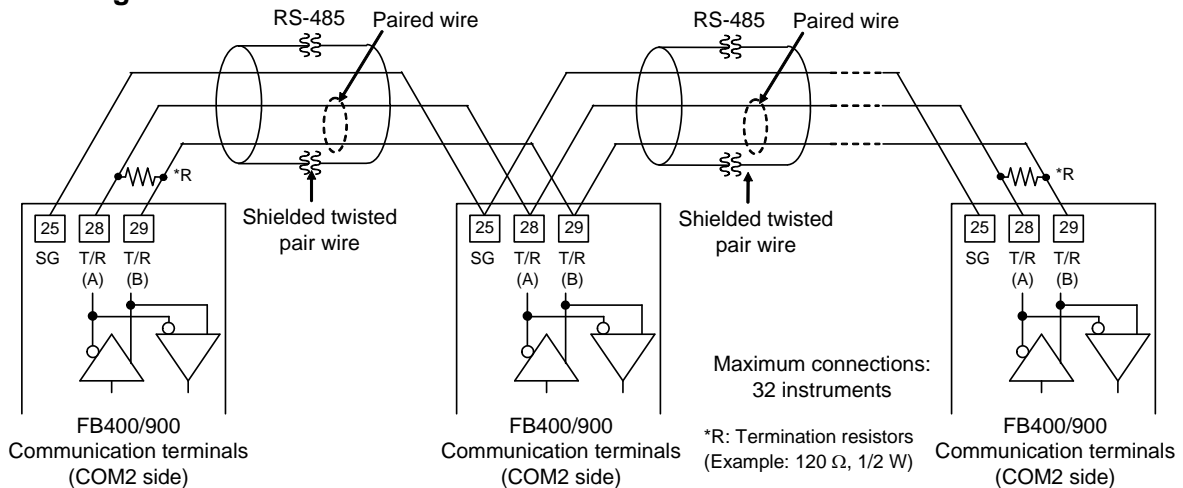 RS-485
Paired wire
RS-485
Paired wire
*R
*R
Shielded twisted
pair wire
Shielded twisted
pair wire
25
28
29
SG
T/R
(A)
T/R
(B)
25
28
29
SG
T/R
(A)
T/R
(B)
25
28
29
SG
T/R
(A)
T/R
(B)
Maximum connections:
32 instruments
*R: Termination resistors
(Example: 120 Ω, 1/2 W)
FB400/900
Communication terminals
(COM2 side)
FB400/900
Communication terminals
(COM2 side)
FB400/900
Communication terminals
(COM2 side)